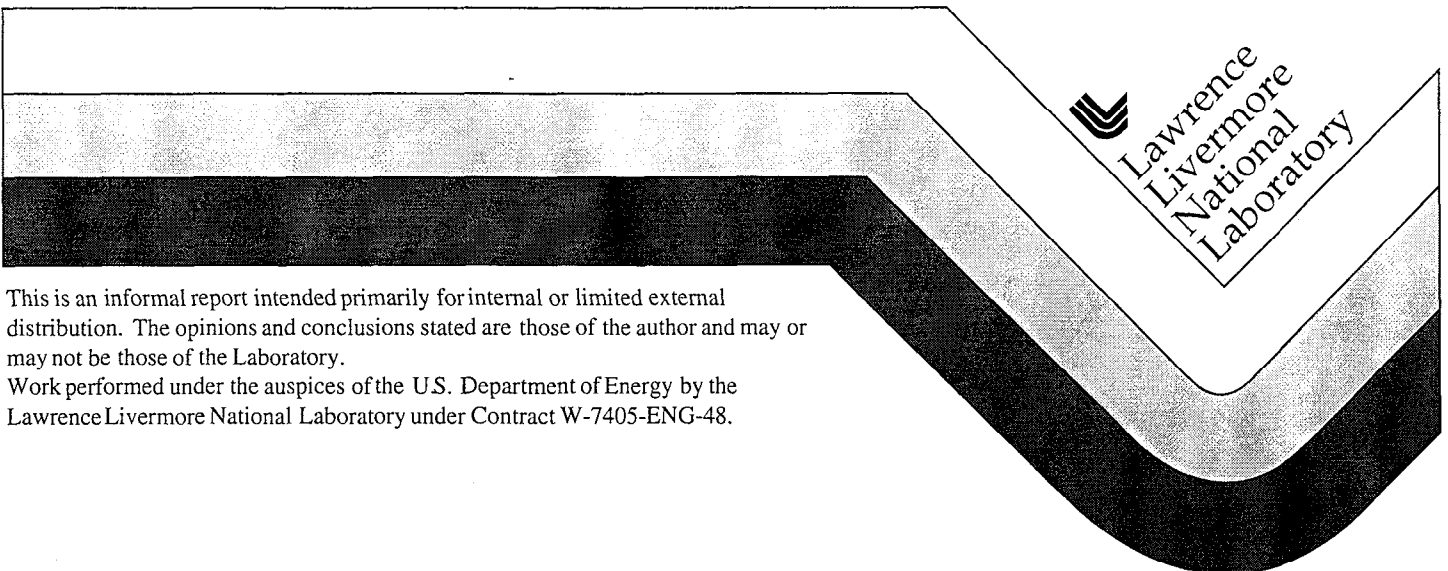 Lawrence
Livermore
National
Laboratory
This is an informal report intended primarily for internal or limited external
distribution. The opinions and conclusions stated are those of the author and may or
may not be those of the Laboratory.
Work performed under the auspices of the U.S. Department of Energy by the
Lawrence Livermore National Laboratory under Contract W-7405-ENG-48.